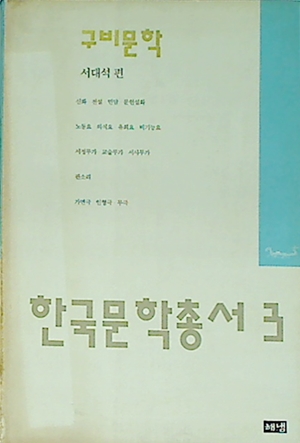 구비문학
서대석 편
신화 전설 민담 문헌설화
노동요 의식요 유희요 비기능요
서정무가 교술무가 서사무가
판소리
가면극 인형극 무극
한국문학총서 3
해냄